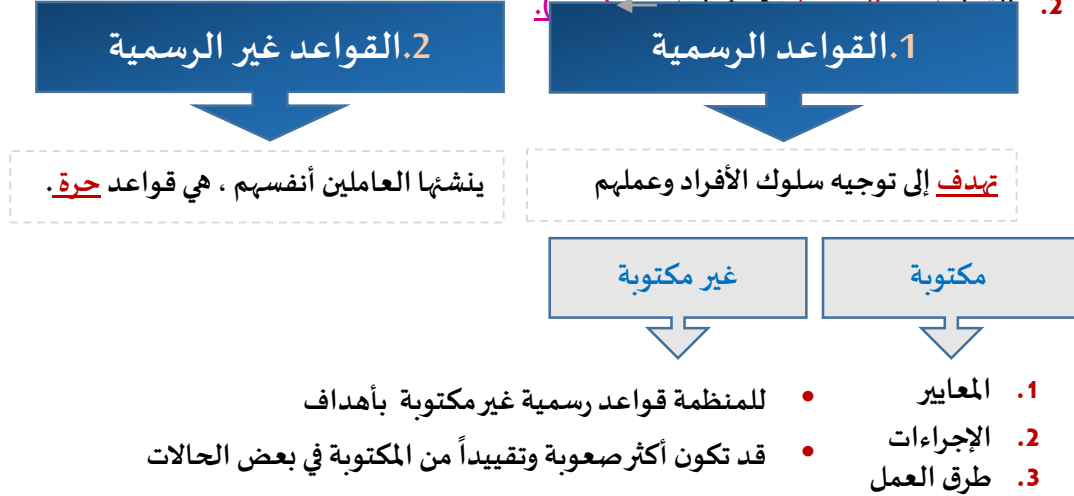 2.
1.القواعد الرسمية
2.القواعد غير الرسمية
تهدف إلى توجيه سلوك الأفراد وعملهم
ينشئها العاملين أنفسهم ، هي قواعد حرة .
مكتوبة
غير مكتوبة
1. المعايير
2. الإجراءات
3. طرق العمل
• للمنظمة قواعد رسمية غير مكتوبة بأهداف
• قد تكون أكثر صعوبة وتقييداً من المكتوبة في بعض الحالات